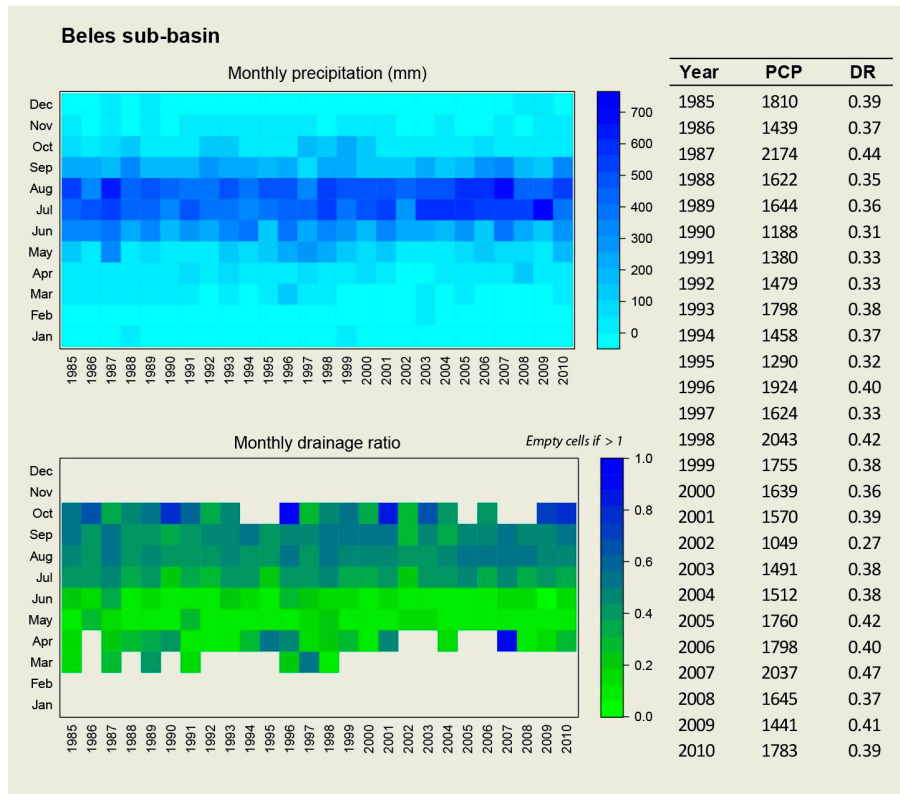 Beles sub-basin
Monthly precipitation (mm)
Dec
Nov
Oct
Sep
Aug
Jul
Jun
May
Apr
Mar
Feb
Jan
1985 1986 1987 1988 1989 1990 1991 1992 1993 1994 1995 1996 1997 1998 1999 2000 2001 2002 2003 2004 2005 2006 2007 2008 2009 2010
700
600
500
400
300
200
100
0
Monthly drainage ratio
Empty cells if > 1
Dec
Nov
Oct
Sep
Aug
Jul
Jun
May
Apr
Mar
Feb
Jan
1985 1986 1987 1988 1989 1990 1991 1992 1993 1994 1995 1996 1997 1998 1999 2000 2001 2002 2003 2004 2005 2006 2007 2008 2009 2010
1.0
0.8
0.6
0.4
0.2
0.0
Year PCP DR
1985 1810 0.39
1986 1439 0.37
1987 2174 0.44
1988 1622 0.35
1989 1644 0.36
1990 1188 0.31
1991 1380 0.33
1992 1479 0.33
1993 1798 0.38
1994 1458 0.37
1995 1290 0.32
1996 1924 0.40
1997 1624 0.33
1998 2043 0.42
1999 1755 0.38
2000 1639 0.36
2001 1570 0.39
2002 1049 0.27
2003 1491 0.38
2004 1512 0.38
2005 1760 0.42
2006 1798 0.40
2007 2037 0.47
2008 1645 0.37
2009 1441 0.41
2010 1783 0.39